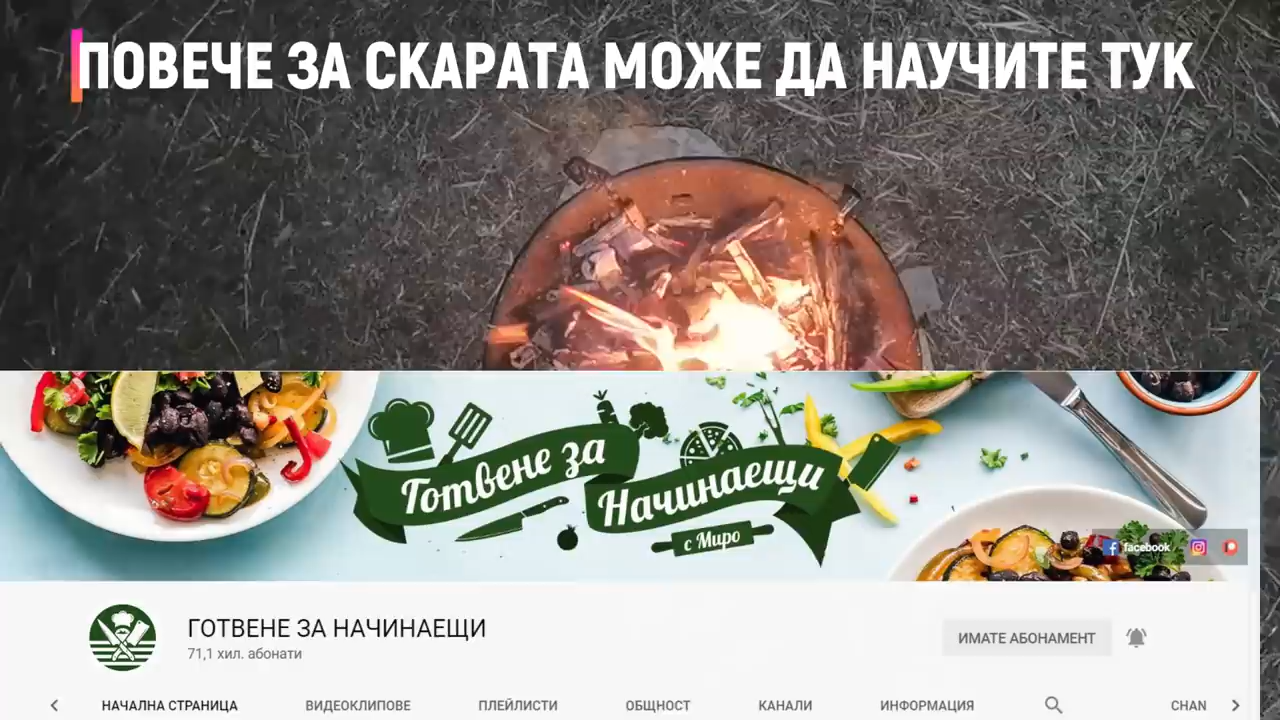 ПОВЕЧЕ ЗА СКАРАТА МОЖЕ ДА НАУЧИТЕ ТУК
Готвене за
Начинаещи
с Миро
facebook
ГОТВЕНЕ ЗА НАЧИНАЕЩИ
71,1 хил. абонати
ИМАТЕ АБОНАМЕНТ
НАЧАЛНА СТРАНИЦА ВИДЕОКЛИПОВЕ ПЛЕЙЛИСТИ ОБЩНОСТ КАНАЛИ ИНФОРМАЦИЯ CHAN